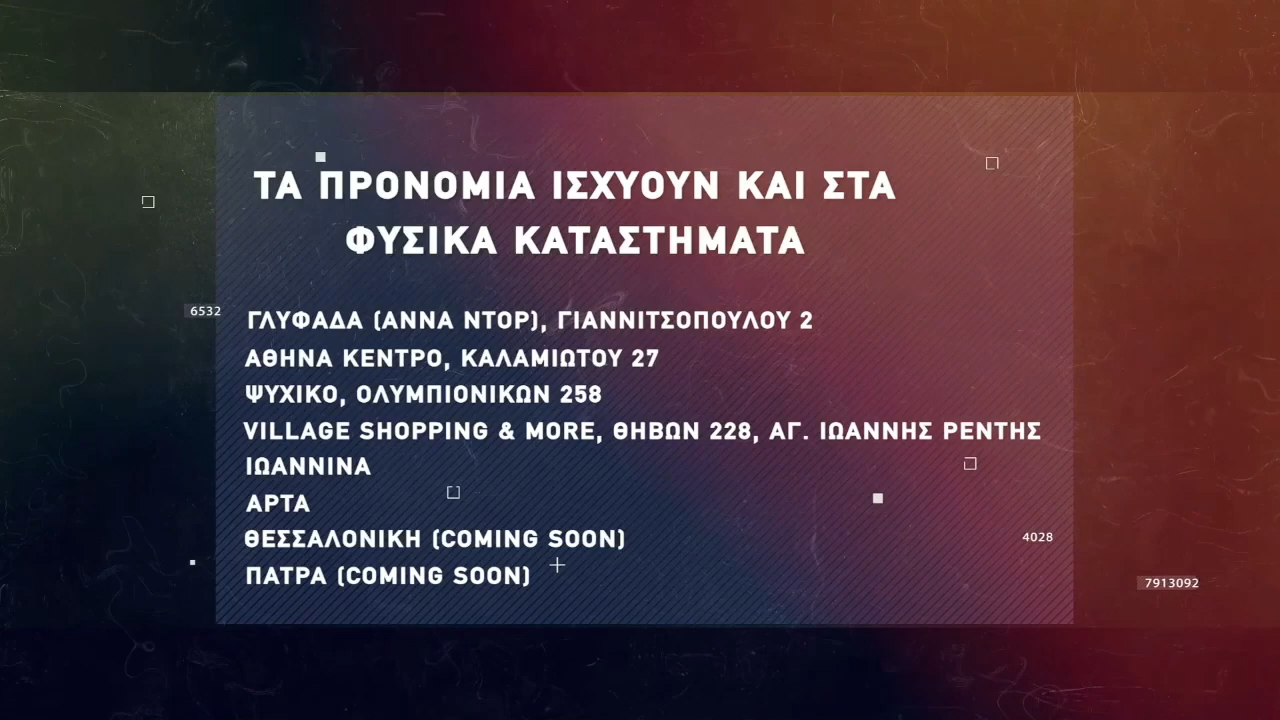 ΤΑ ΠΡΟΝΟΜΙΑ ΙΣΧΥΟΥΝ ΚΑΙ ΣΤΑ
ΦΥΣΙΚΑ ΚΑΤΑΣΤΗΜΑΤΑ
6532
ΓΛΥΦΑΔΑ (ΑΝΝΑ ΝΤΟΡ), ΓΙΑΝΝΙΤΣΟΠΟΥΛΟΥ 2
ΑΘΗΝΑ ΚΕΝΤΡΟ, ΚΑΛΑΜΙΩΤΟΥ 27
ΨΥΧΙΚΟ, ΟΛΥΜΠΙΟΝΙΚΩΝ 258
VILLAGE SHOPPING & MORE, ΘΗΒΩΝ 228, ΑΓ. ΙΩΑΝΝΗΣ ΡΕΝΤΗΣ
ΙΩΑΝΝΙΝΑ
ΑΡΤΑ
ΘΕΣΣΑΛΟΝΙΚΗ (COMING SOON)
4028
ΠΑΤΡΑ (COMING SOON)
7913092